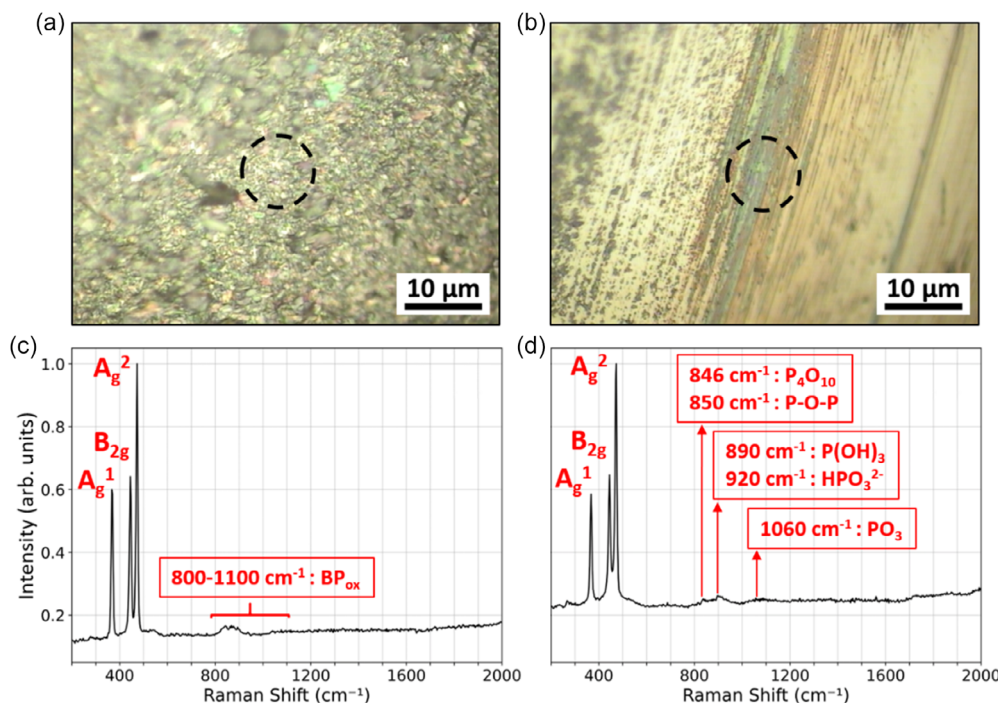 (a)
(b)
10 µm
10 µm
(c)
(d)
Intensity (arb. units)
1.0
0.8
0.6
0.4
0.2
A_g^2
B_2g
A_g^1
800-1100 cm⁻¹ : BP_ox
400
800
1200
1600
2000
Raman Shift (cm⁻¹)
A_g^2
B_2g
A_g^1
846 cm⁻¹ : P₄O₁₀
850 cm⁻¹ : P-O-P
890 cm⁻¹ : P(OH)₃
920 cm⁻¹ : HPO₃²⁻
1060 cm⁻¹ : PO₃
400
800
1200
1600
2000
Raman Shift (cm⁻¹)